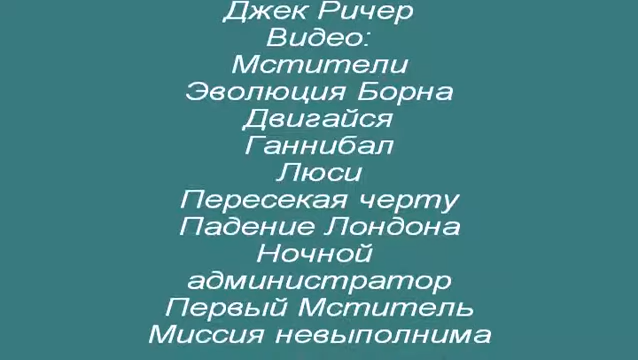 Джек Ричер
Видео:
Мстители
Эволюция Борна
Двигайся
Ганнибал
Люси
Пересекая черту
Падение Лондона
Ночной
администратор
Первый Мститель
Миссия невыполнима